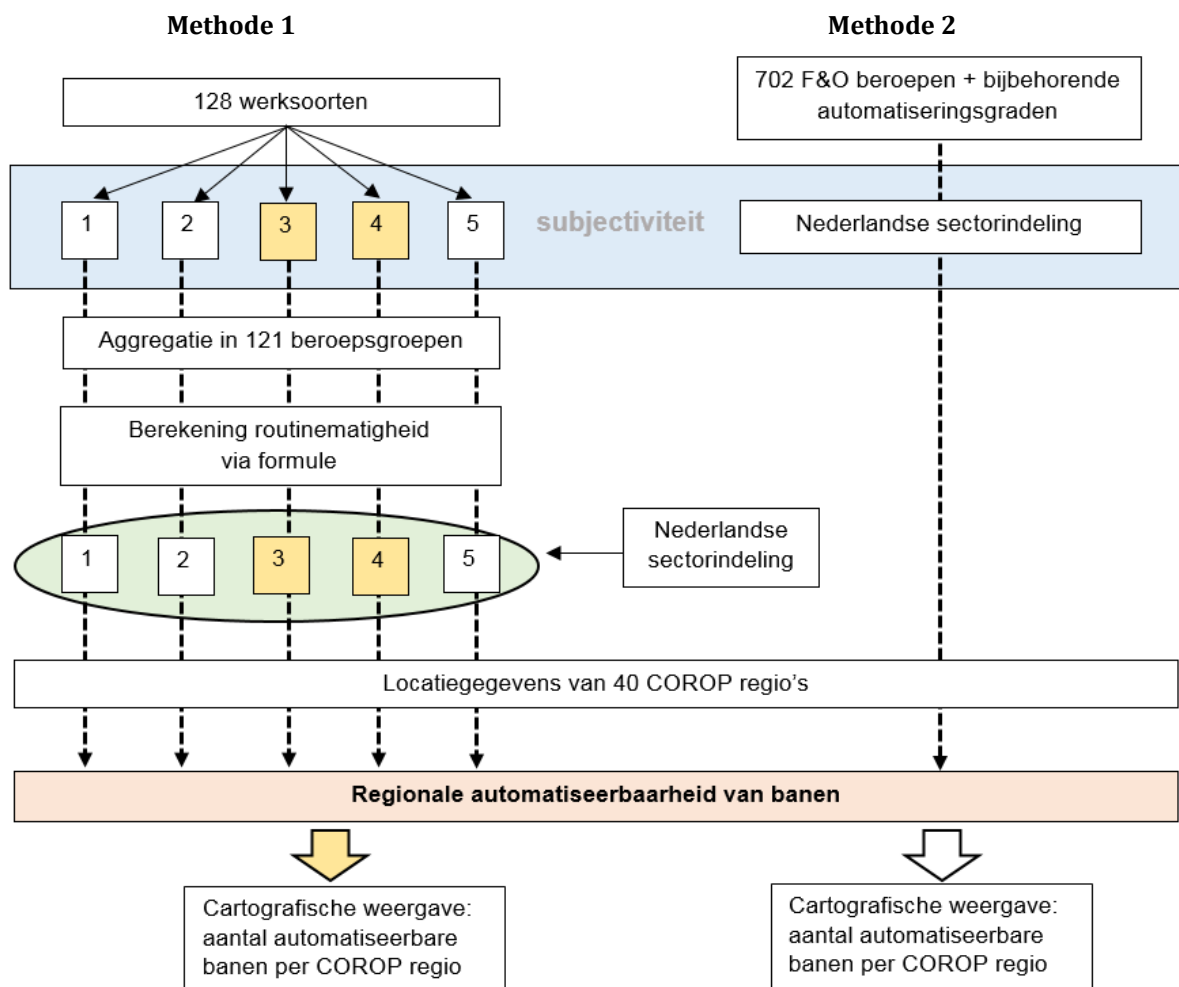 Methode 1
Methode 2
128 werksoorten
702 F&O beroepen + bijbehorende
automatiseringsgraden
1
2
3
4
5
subjectiviteit
Nederlandse sectorindeling
Aggregatie in 121 beroepsgroepen
Berekening routinematigheid
via formule
1
2
3
4
5
Nederlandse
sectorindeling
Locatiegegevens van 40 COROP regio's
Regionale automatiseerbaarheid van banen
Cartografische weergave:
aantal automatiseerbare
banen per COROP regio
Cartografische weergave:
aantal automatiseerbare
banen per COROP regio